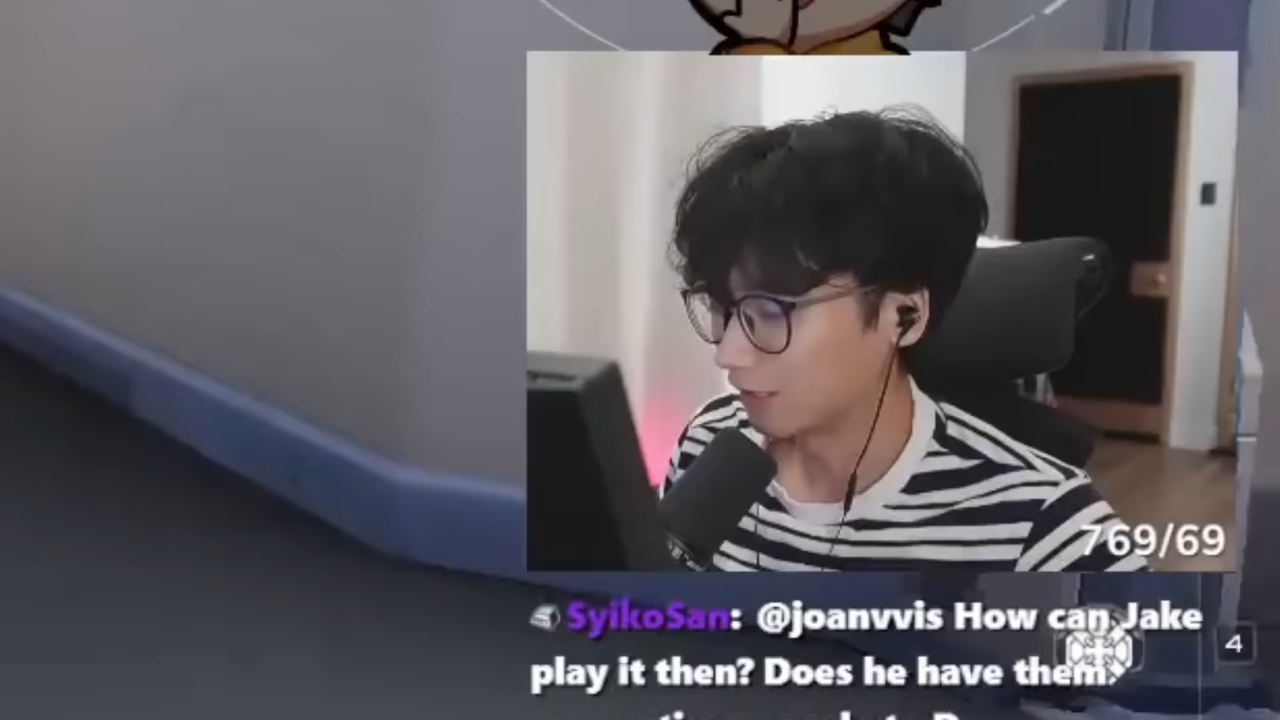 769/69
SyikoSan: @joanvvis How can Jake
4
play it then? Does he have them.